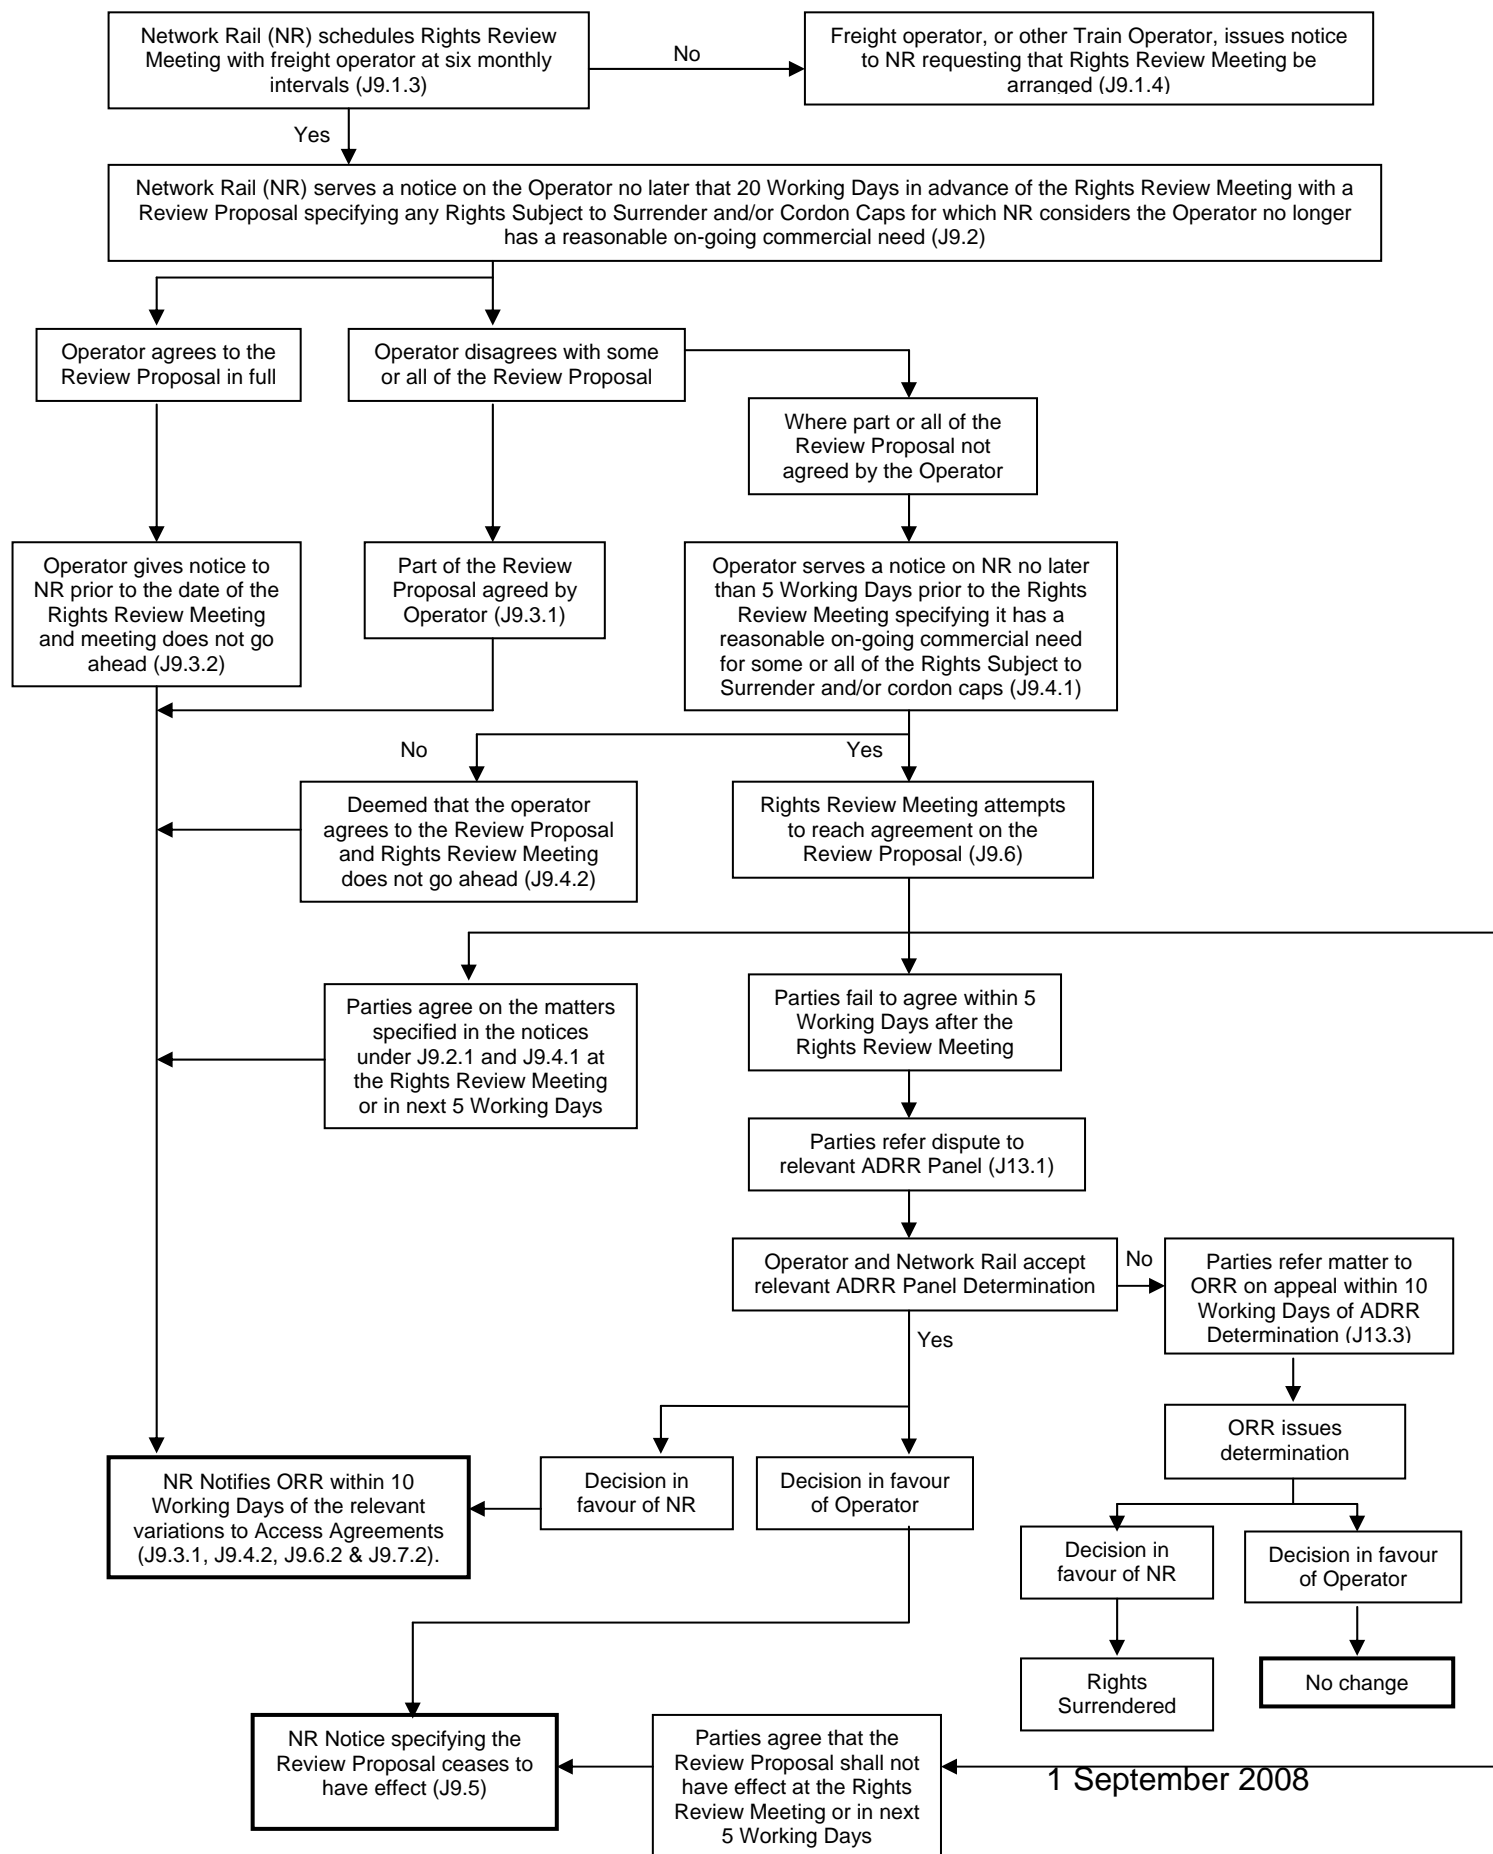 Network Rail (NR) schedules Rights Review
Meeting with freight operator at six monthly
intervals (J9.1.3)
No
Freight operator, or other Train Operator, issues notice
to NR requesting that Rights Review Meeting be
arranged (J9.1.4)
Yes
Network Rail (NR) serves a notice on the Operator no later that 20 Working Days in advance of the Rights Review Meeting with a
Review Proposal specifying any Rights Subject to Surrender and/or Cordon Caps for which NR considers the Operator no longer
has a reasonable on-going commercial need (J9.2)
Operator agrees to the
Review Proposal in full
Operator disagrees with some
or all of the Review Proposal
Where part or all of the
Review Proposal not
agreed by the Operator
Operator gives notice to
NR prior to the date of the
Rights Review Meeting
and meeting does not go
ahead (J9.3.2)
Part of the Review
Proposal agreed by
Operator (J9.3.1)
Operator serves a notice on NR no later
than 5 Working Days prior to the Rights
Review Meeting specifying it has a
reasonable on-going commercial need
for some or all of the Rights Subject to
Surrender and/or cordon caps (J9.4.1)
No
Yes
Deemed that the operator
agrees to the Review Proposal
and Rights Review Meeting
does not go ahead (J9.4.2)
Rights Review Meeting attempts
to reach agreement on the
Review Proposal (J9.6)
Parties agree on the matters
specified in the notices
under J9.2.1 and J9.4.1 at
the Rights Review Meeting
or in next 5 Working Days
Parties fail to agree within 5
Working Days after the
Rights Review Meeting
Parties refer dispute to
relevant ADRR Panel (J13.1)
Operator and Network Rail accept
relevant ADRR Panel Determination
No
Parties refer matter to
ORR on appeal within 10
Working Days of ADRR
Determination (J13.3)
Yes
ORR issues
determination
NR Notifies ORR within 10
Working Days of the relevant
variations to Access Agreements
(J9.3.1, J9.4.2, J9.6.2 & J9.7.2).
Decision in
favour of NR
Decision in favour
of Operator
Decision in
favour of NR
Decision in favour
of Operator
Rights
Surrendered
No change
NR Notice specifying the
Review Proposal ceases to
have effect (J9.5)
Parties agree that the
Review Proposal shall not
have effect at the Rights
Review Meeting or in next
5 Working Days
1 September 2008